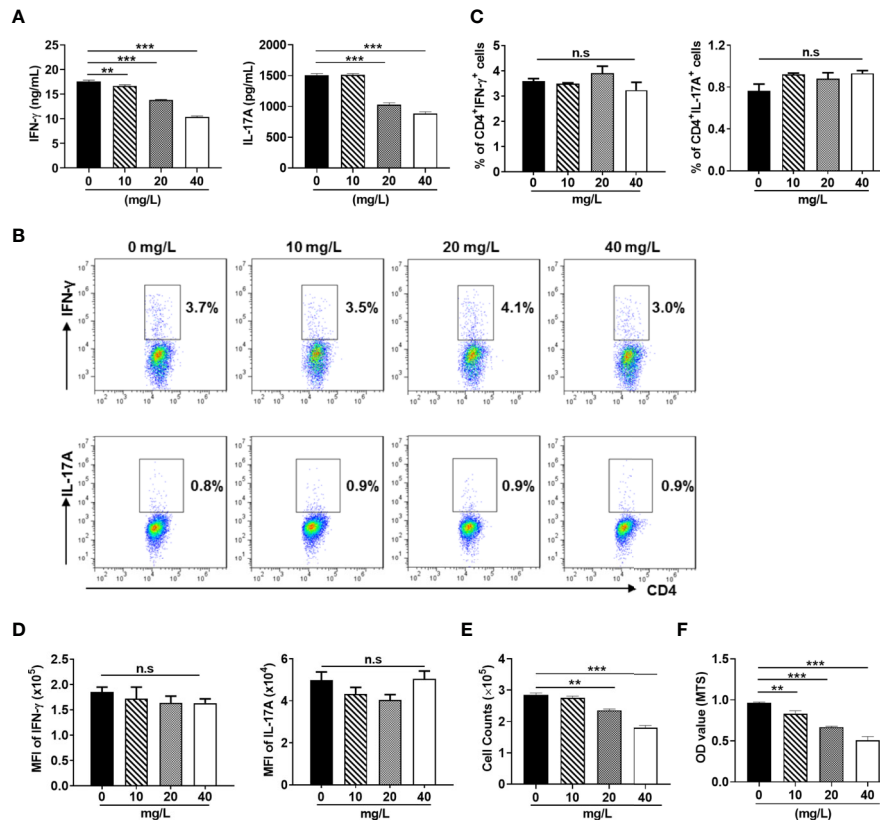 A
IFN-γ (ng/mL)
25
20
15
10
5
0
***
***
**
0 10 20 40
(mg/L)
IL-17A (pg/mL)
2000
1500
1000
500
0
***
***
0 10 20 40
(mg/L)
C
% of CD4+IFN-γ+ cells
6
5
4
3
2
1
0
n.s
0 10 20 40
mg/L
% of CD4+IL-17A+ cells
1.2
0.8
0.4
0.0
n.s
0 10 20 40
mg/L
B
0 mg/L 10 mg/L 20 mg/L 40 mg/L
IFN-γ
3.7% 3.5% 4.1% 3.0%
IL-17A
0.8% 0.9% 0.9% 0.9%
CD4
D
MFI of IFN-γ (x10⁵)
2.5
2.0
1.5
1.0
0.5
0.0
n.s
0 10 20 40
mg/L
MFI of IL-17A (x10⁴)
6
4
2
0
n.s
0 10 20 40
mg/L
E
Cell Counts (×10⁵)
4
3
2
1
0
***
**
0 10 20 40
mg/L
F
OD value (MTS)
1.5
1.0
0.5
0.0
***
***
**
0 10 20 40
(mg/L)